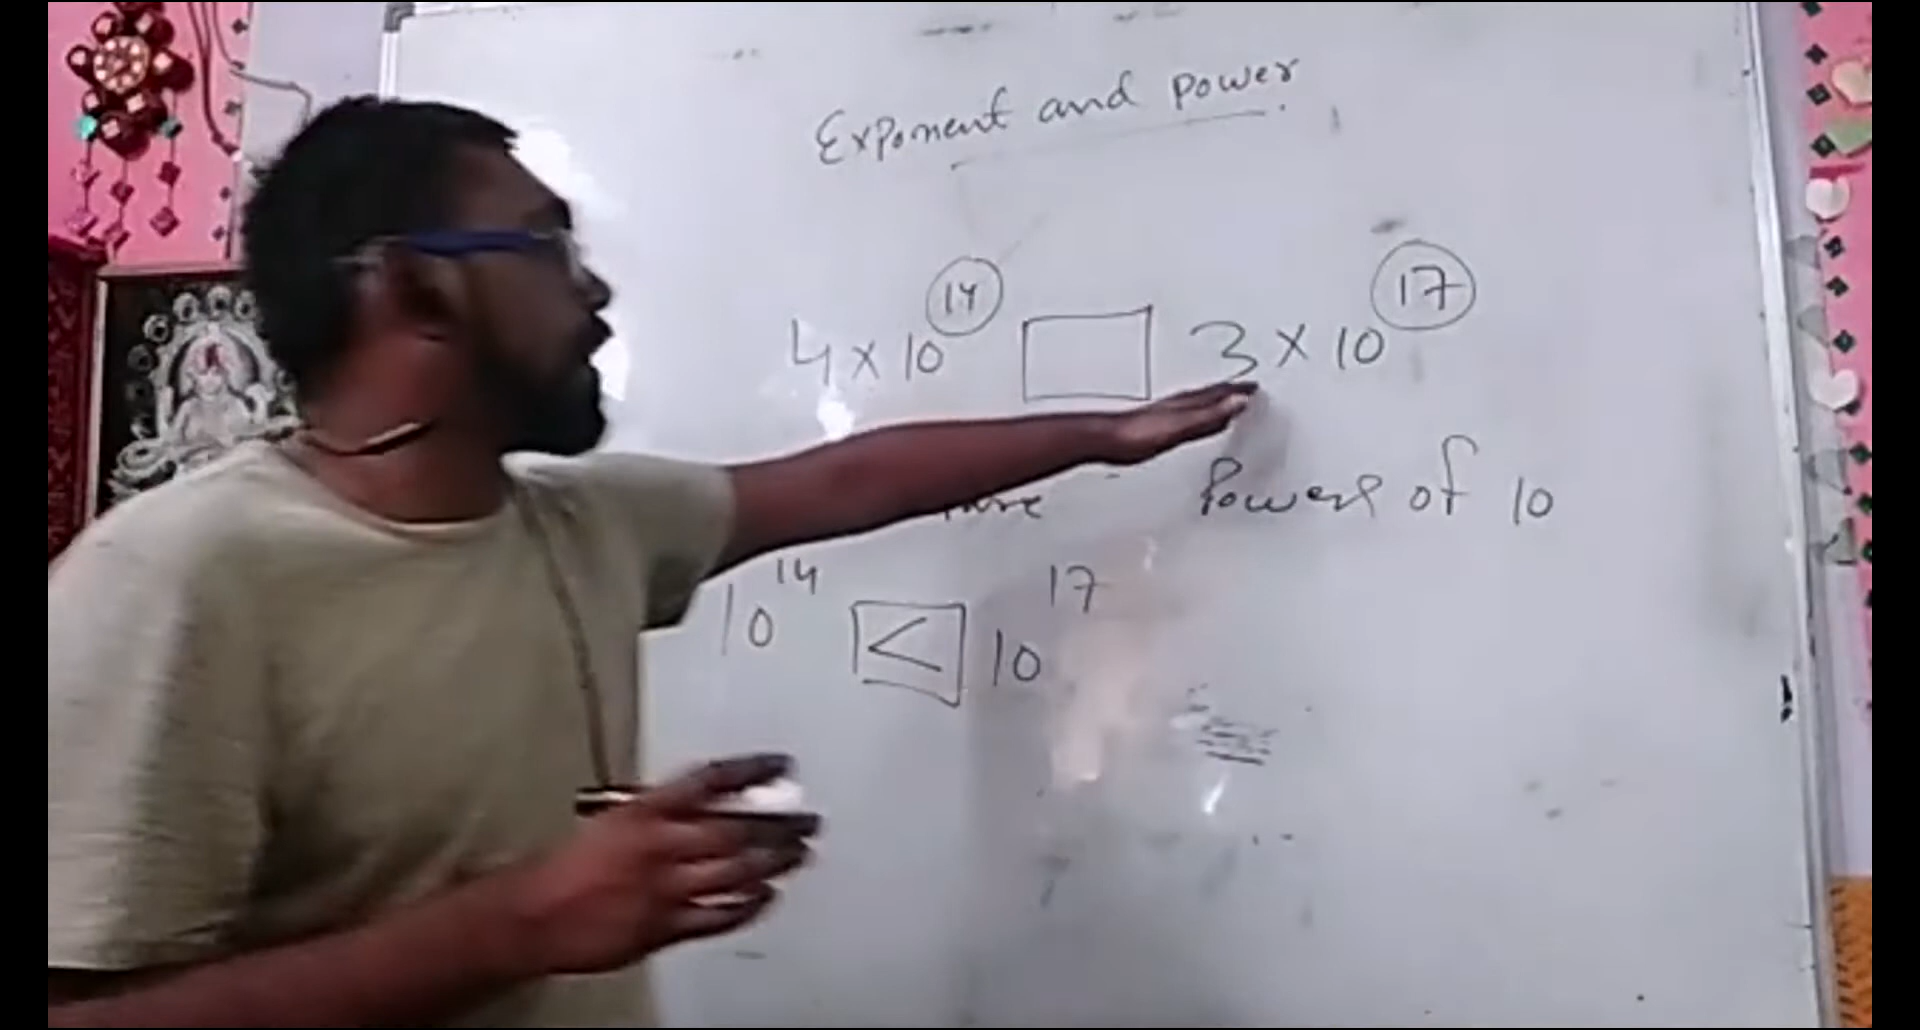 Exponent and power
4 × 10^14 □ 3 × 10^17
Powers of 10
10^14 < 10^17